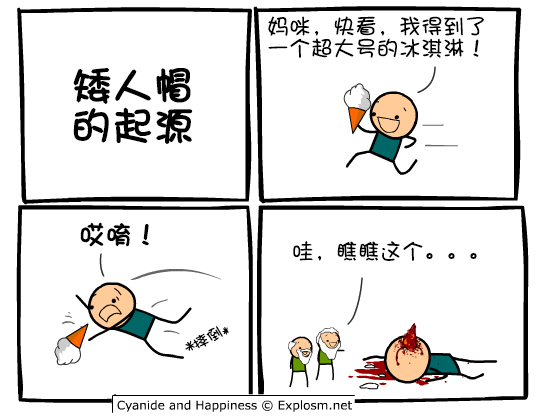 矮人帽
的起源
妈咪，快看，我得到了
一个超大号的冰淇淋！
哎唷！
*摔倒*
哇，瞧瞧这个。。。
Cyanide and Happiness © Explosm.net